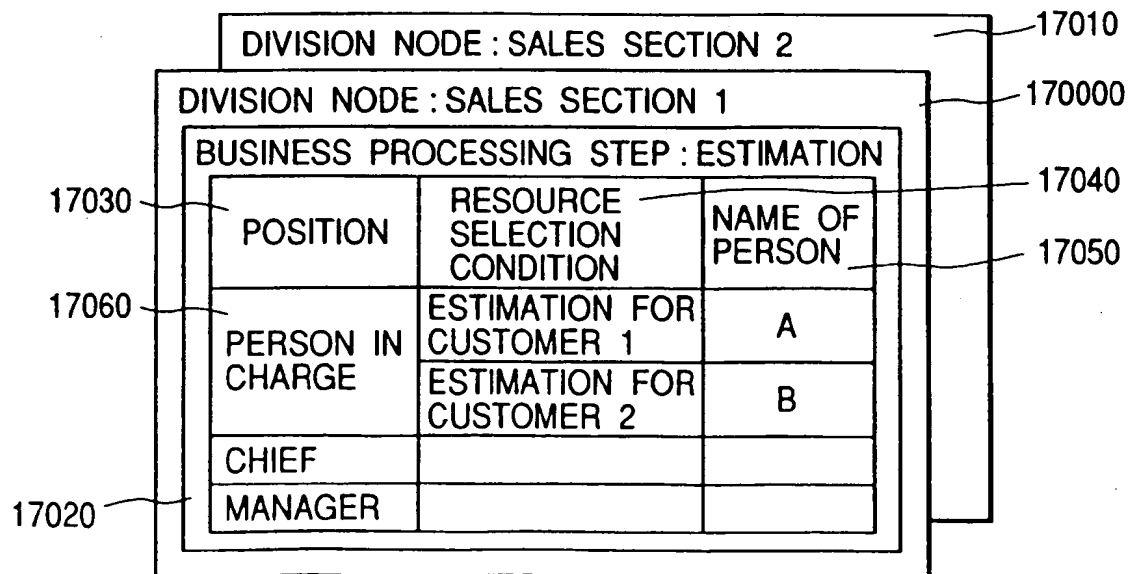 DIVISION NODE : SALES SECTION 2
17010
DIVISION NODE : SALES SECTION 1
170000
BUSINESS PROCESSING STEP : ESTIMATION
17030
POSITION
RESOURCE
SELECTION
CONDITION
17040
NAME OF
PERSON
17050
17060
PERSON IN
CHARGE
ESTIMATION FOR
CUSTOMER 1
A
ESTIMATION FOR
CUSTOMER 2
B
CHIEF
MANAGER
17020